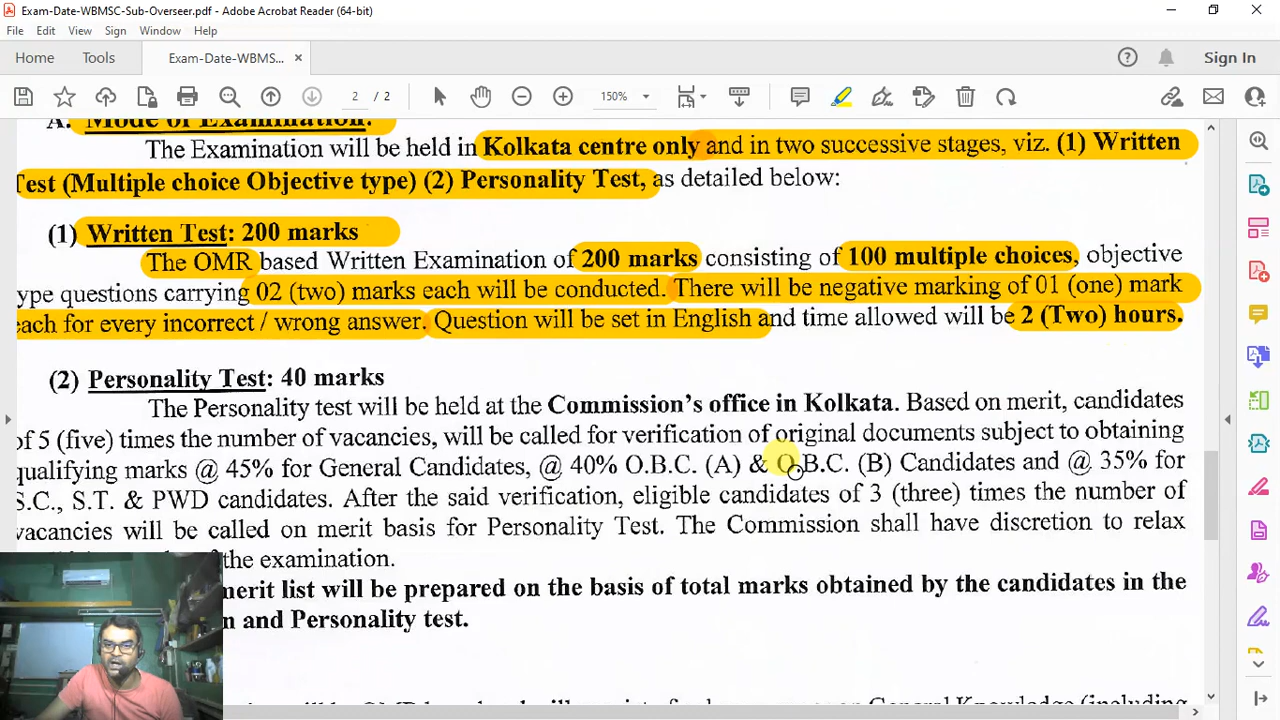 Exam-Date-WBMSC-Sub-Overseer.pdf - Adobe Acrobat Reader (64-bit)
File Edit View Sign Window Help
Home Tools Exam-Date-WBMS... × Sign In
2 / 2 150%
A. Mode of Examination:
The Examination will be held in Kolkata centre only and in two successive stages, viz. (1) Written
Test (Multiple choice Objective type) (2) Personality Test, as detailed below:
(1) Written Test: 200 marks
The OMR based Written Examination of 200 marks consisting of 100 multiple choices, objective
ype questions carrying 02 (two) marks each will be conducted. There will be negative marking of 01 (one) mark
each for every incorrect / wrong answer. Question will be set in English and time allowed will be 2 (Two) hours.
(2) Personality Test: 40 marks
The Personality test will be held at the Commission's office in Kolkata. Based on merit, candidates
of 5 (five) times the number of vacancies, will be called for verification of original documents subject to obtaining
qualifying marks @ 45% for General Candidates, @ 40% O.B.C. (A) & O.B.C. (B) Candidates and @ 35% for
S.C., S.T. & PWD candidates. After the said verification, eligible candidates of 3 (three) times the number of
vacancies will be called on merit basis for Personality Test. The Commission shall have discretion to relax
of the examination.
merit list will be prepared on the basis of total marks obtained by the candidates in the
n and Personality test.
General Knowledge (including